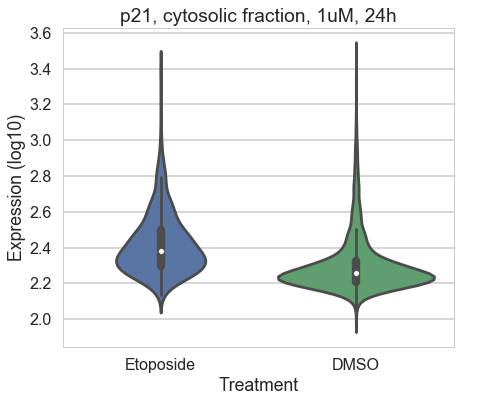 p21, cytosolic fraction, 1uM, 24h
Expression (log10)
3.6
3.4
3.2
3.0
2.8
2.6
2.4
2.2
2.0
Etoposide DMSO
Treatment